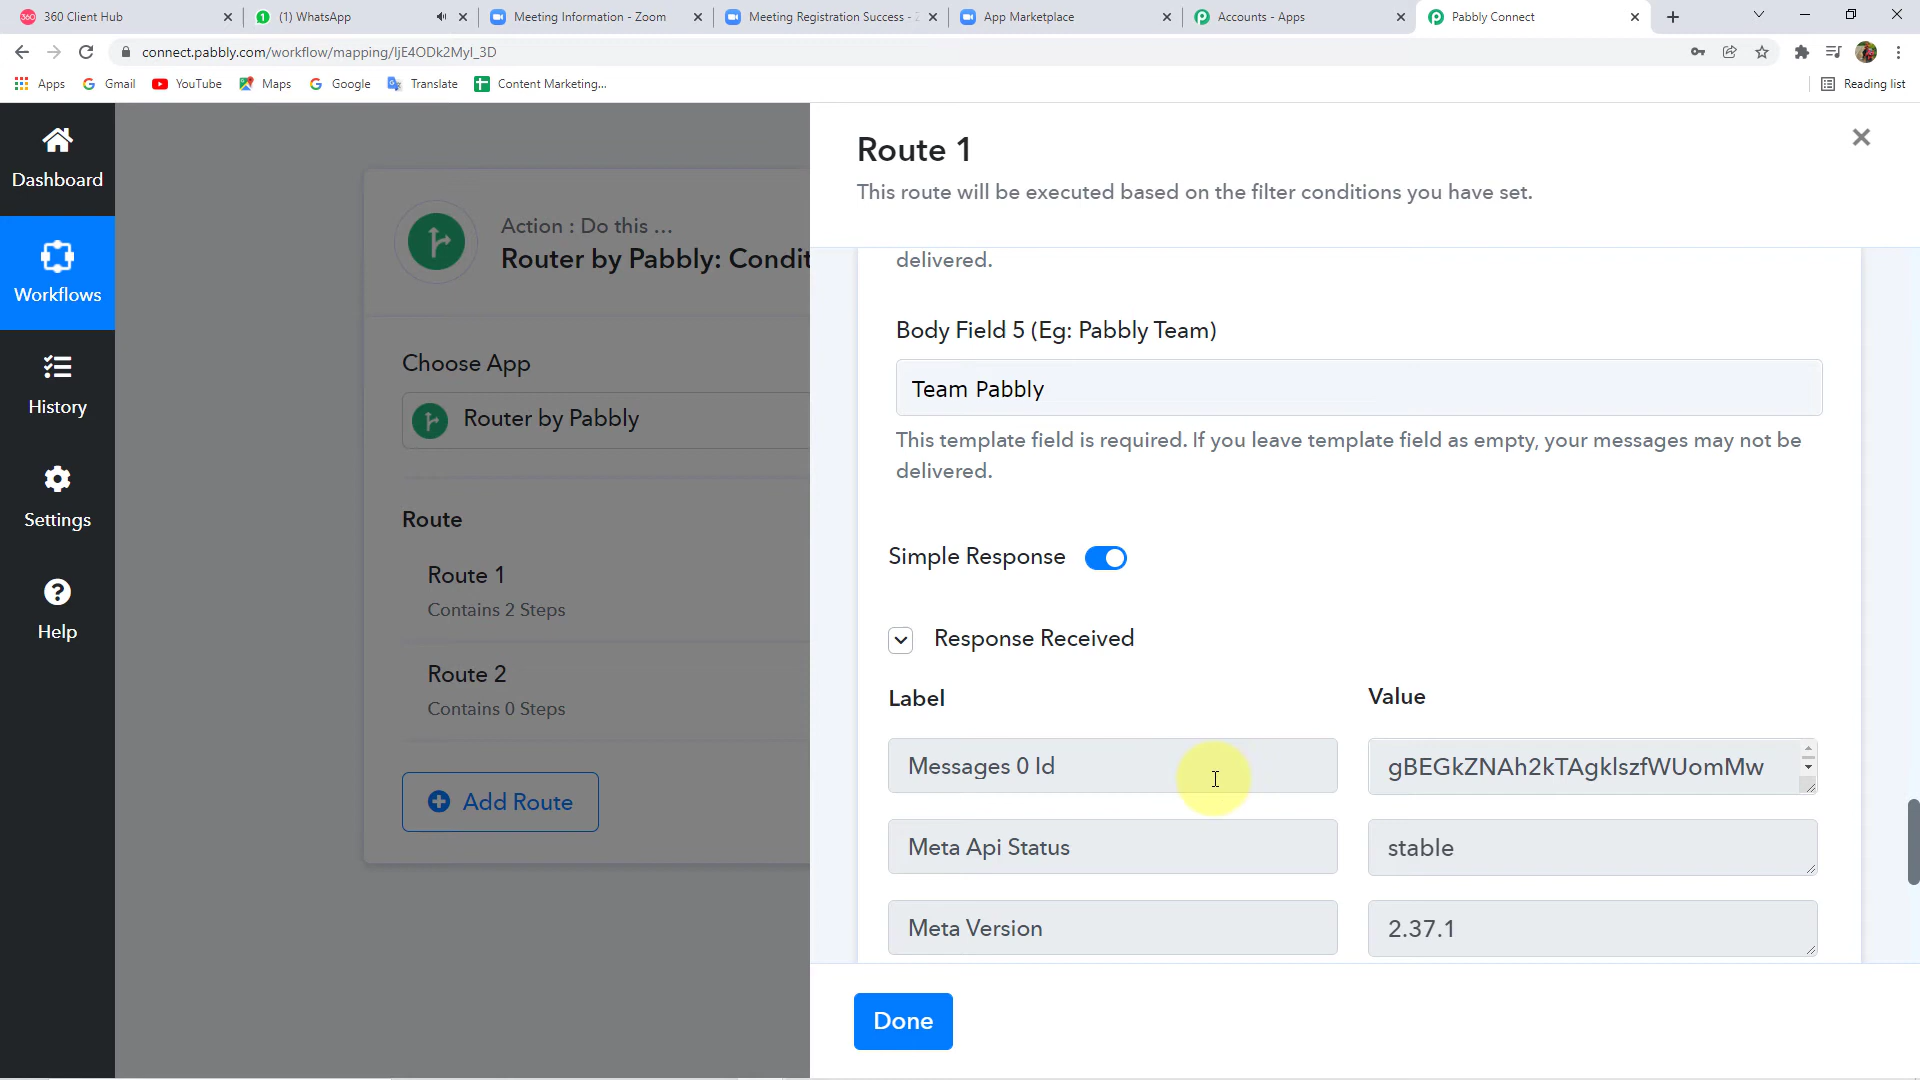 360 Client Hub
(1) WhatsApp
Meeting Information - Zoom
Meeting Registration Success - Z
App Marketplace
Accounts - Apps
Pabbly Connect
connect.pabbly.com/workflow/mapping/IjE4ODk2MyI_3D
Apps
Gmail
YouTube
Maps
Google
Translate
Content Marketing...
Reading list
Dashboard
Workflows
History
Settings
Help
Action : Do this ...
Router by Pabbly: Condit
Choose App
Router by Pabbly
Route
Route 1
Contains 2 Steps
Route 2
Contains 0 Steps
Add Route
Route 1
This route will be executed based on the filter conditions you have set.
delivered.
Body Field 5 (Eg: Pabbly Team)
Team Pabbly
This template field is required. If you leave template field as empty, your messages may not be
delivered.
Simple Response
Response Received
Label
Value
Messages 0 Id
gBEGkZNAh2kTAgklszfWUomMw
Meta Api Status
stable
Meta Version
2.37.1
Done